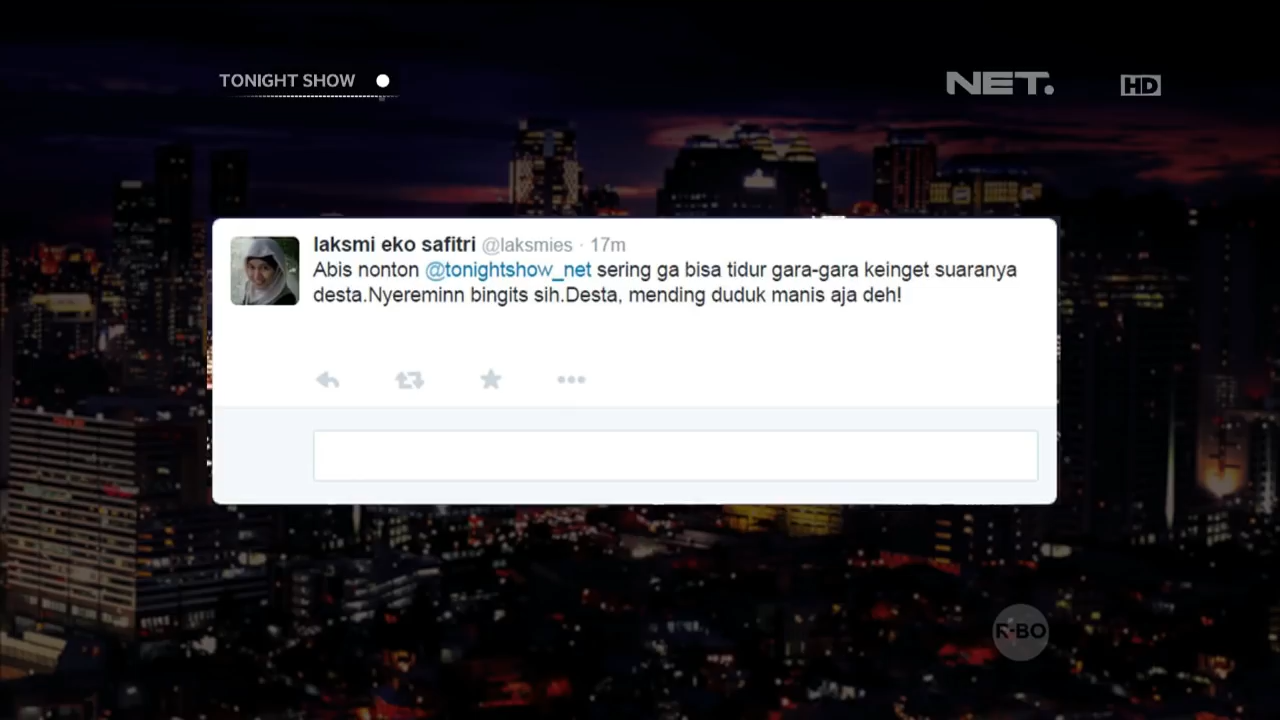 TONIGHT SHOW
NET.
HD
laksmi eko safitri @laksmies · 17m
Abis nonton @tonightshow_net sering ga bisa tidur gara-gara keinget suaranya
desta.Nyereminn bingits sih.Desta, mending duduk manis aja deh!
R-BO